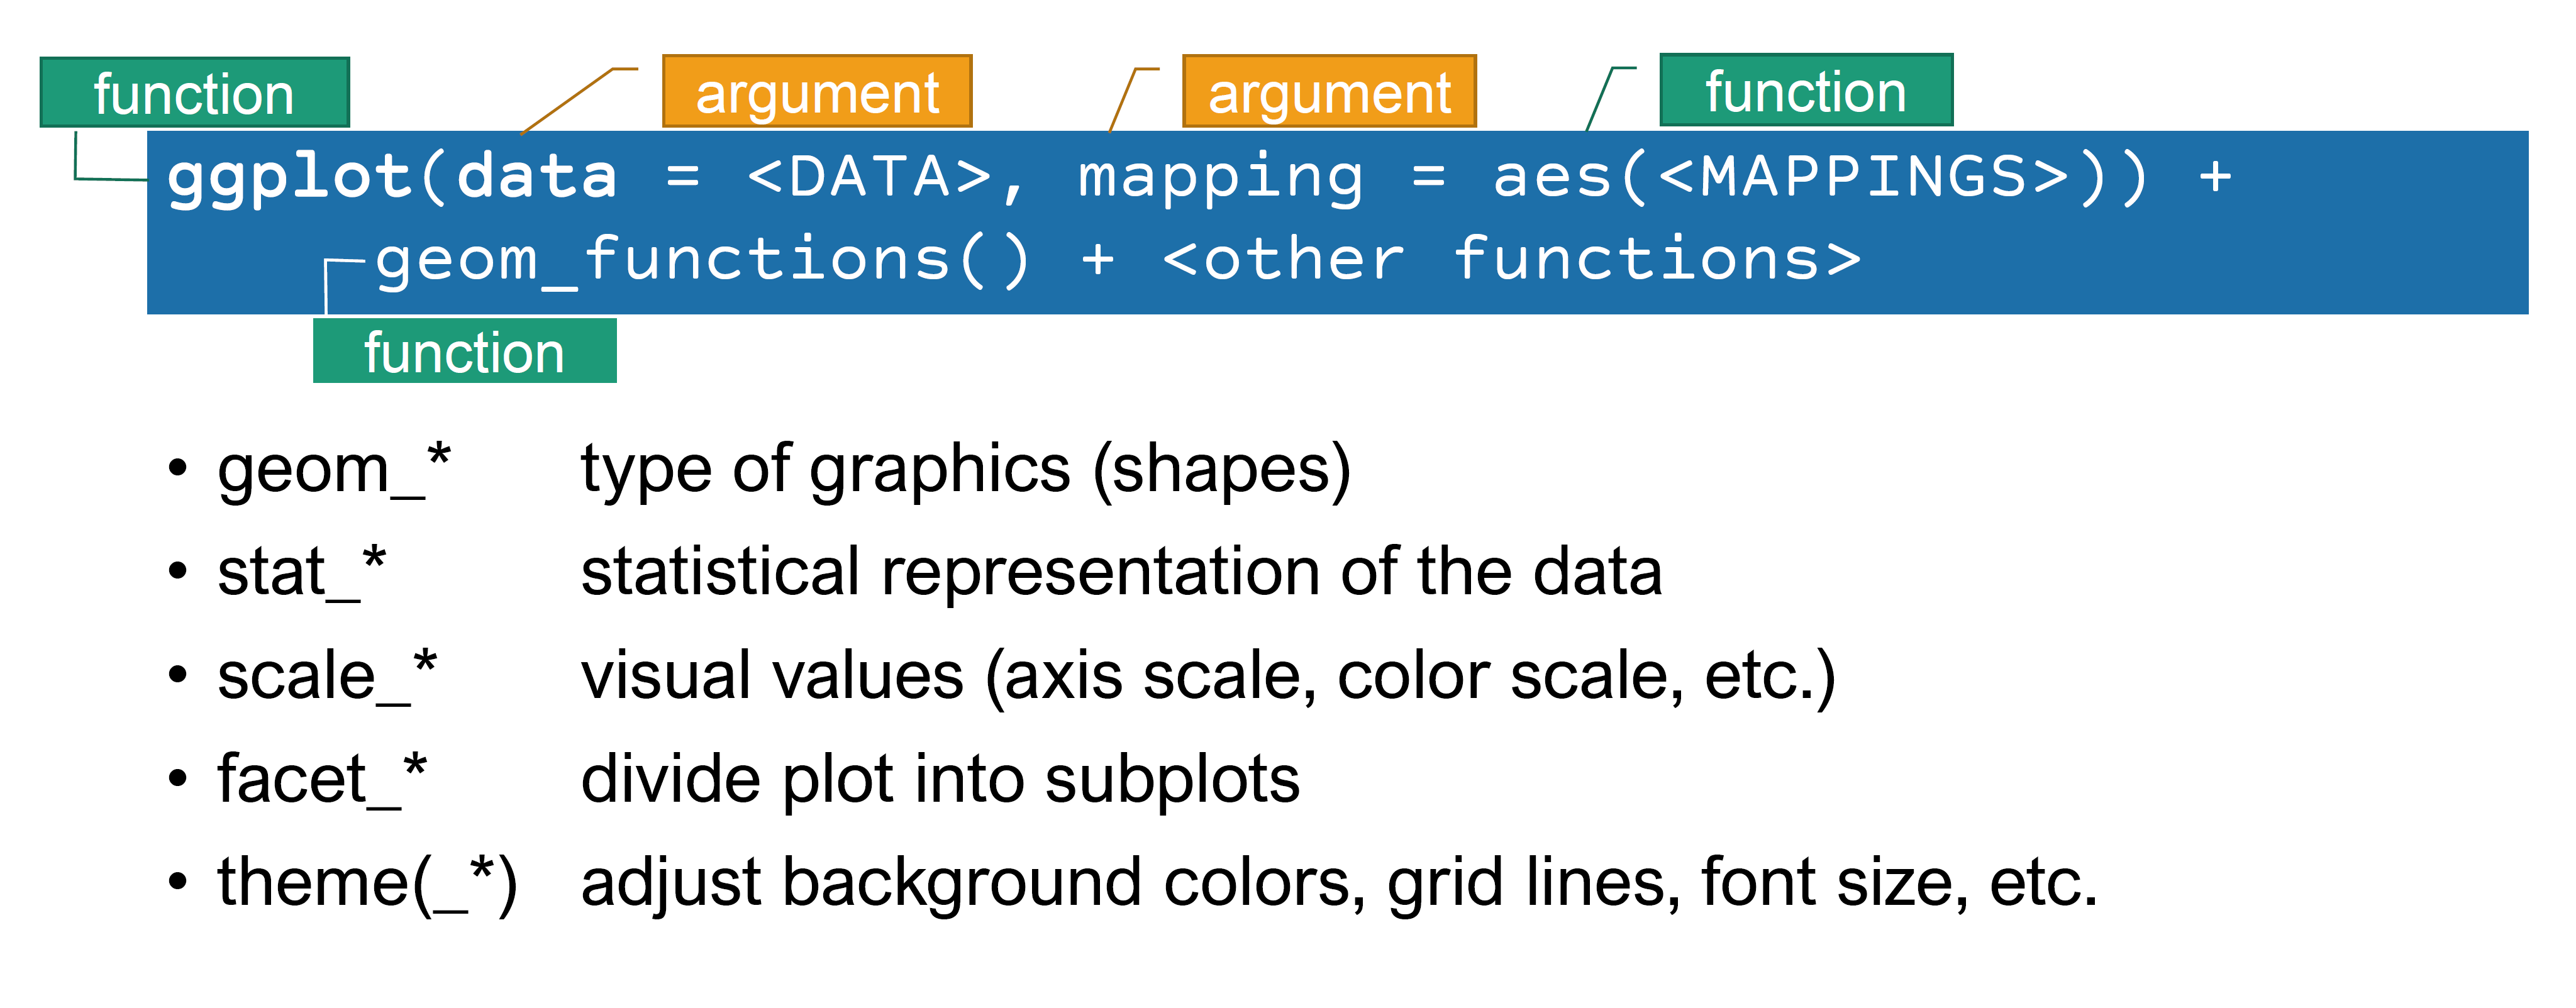 function argument argument function
ggplot(data = <DATA>, mapping = aes(<MAPPINGS>)) +
geom_functions() + <other functions>
function
• geom_* type of graphics (shapes)
• stat_* statistical representation of the data
• scale_* visual values (axis scale, color scale, etc.)
• facet_* divide plot into subplots
• theme(_*) adjust background colors, grid lines, font size, etc.